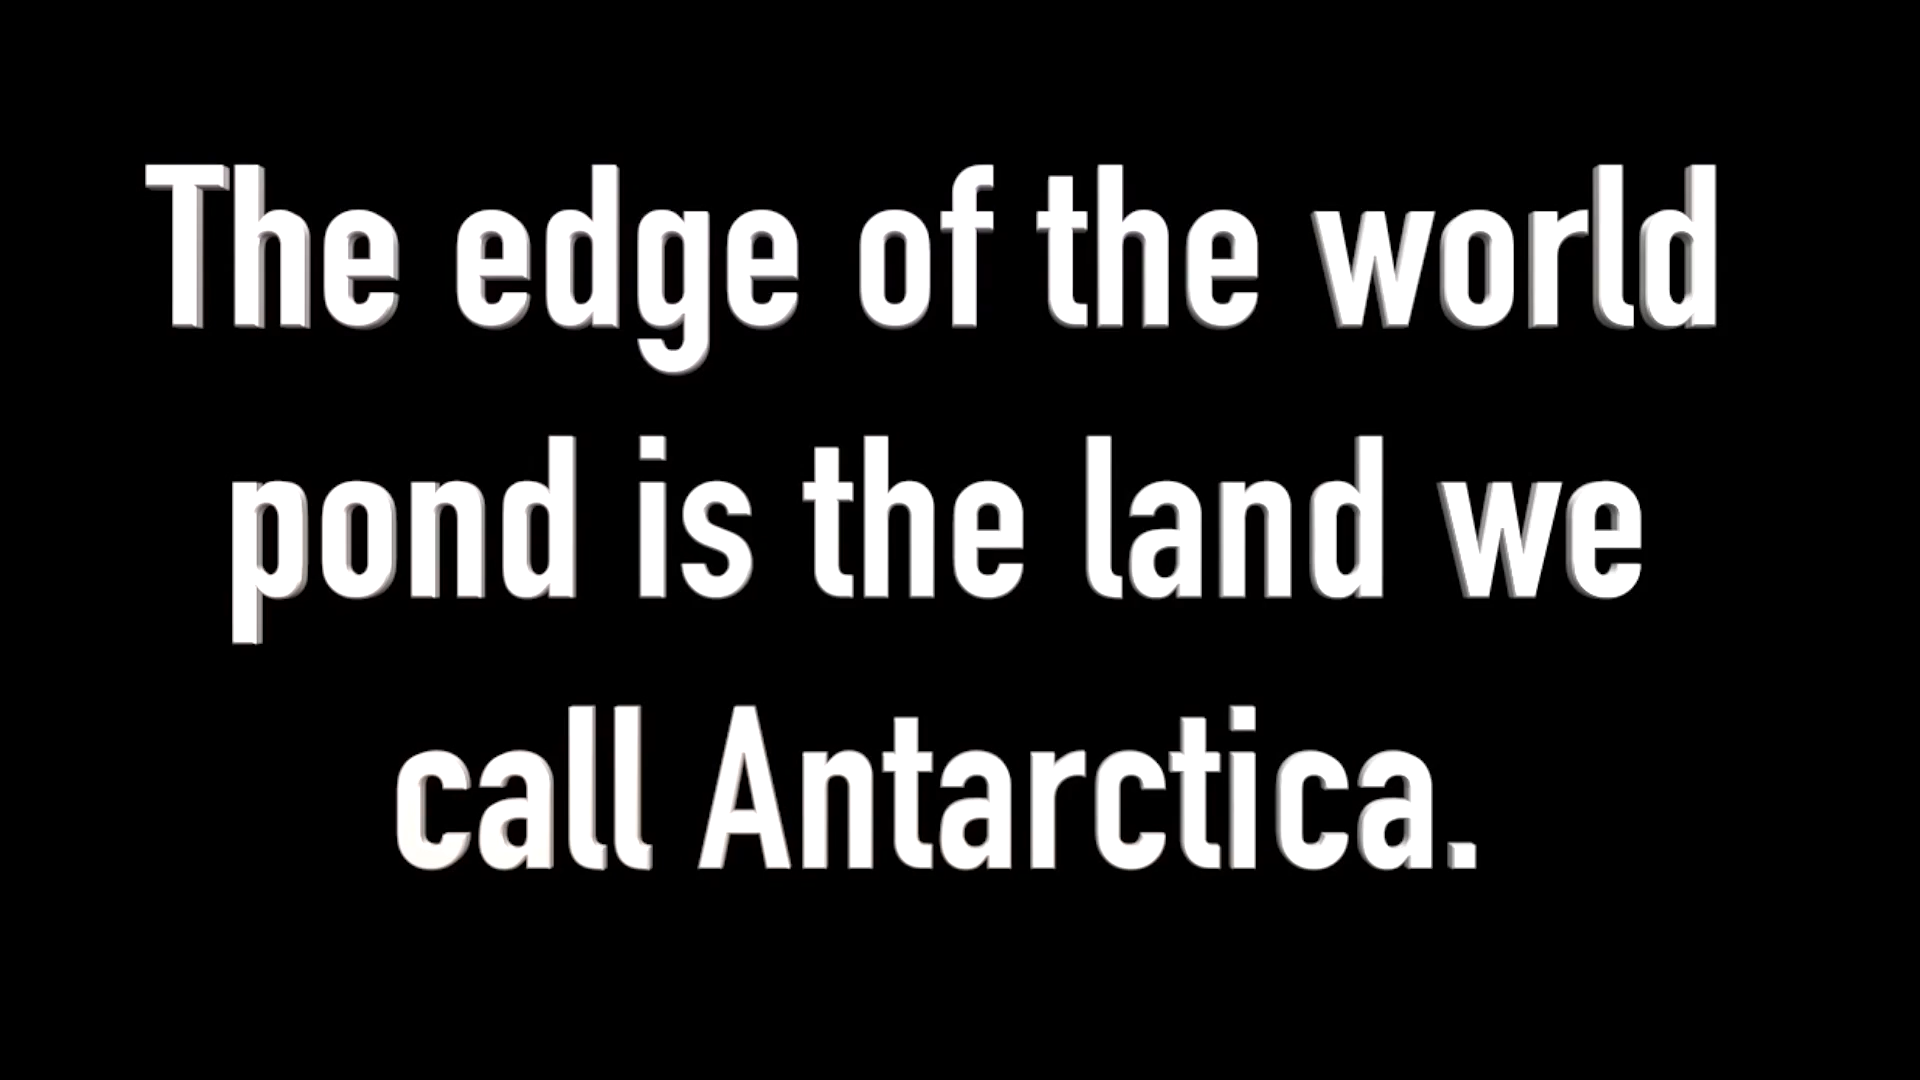 The edge of the world
pond is the land we
call Antarctica.